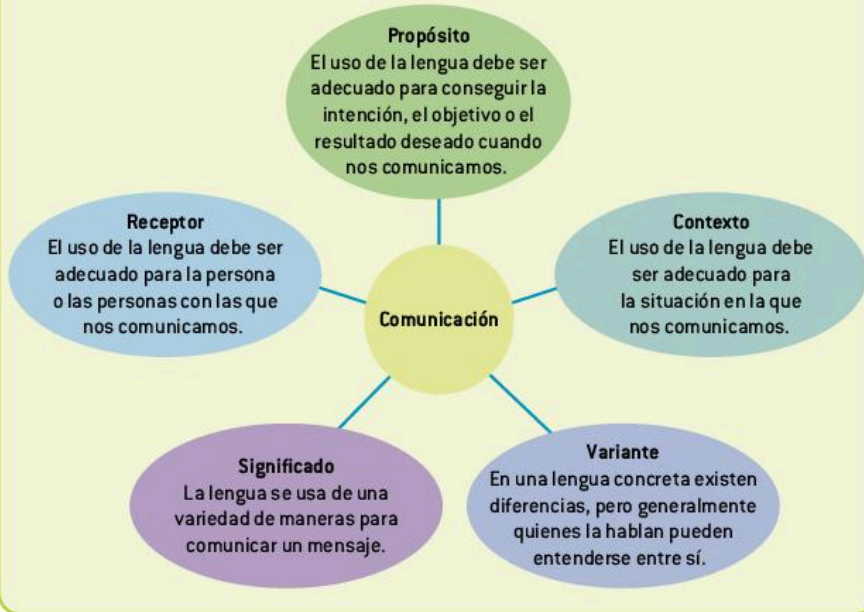 Propósito
El uso de la lengua debe ser
adecuado para conseguir la
intención, el objetivo o el
resultado deseado cuando
nos comunicamos.
Receptor
El uso de la lengua debe ser
adecuado para la persona
o las personas con las que
nos comunicamos.
Contexto
El uso de la lengua debe
ser adecuado para
la situación en la que
nos comunicamos.
Comunicación
Significado
La lengua se usa de una
variedad de maneras para
comunicar un mensaje.
Variante
En una lengua concreta existen
diferencias, pero generalmente
quienes la hablan pueden
entenderse entre sí.